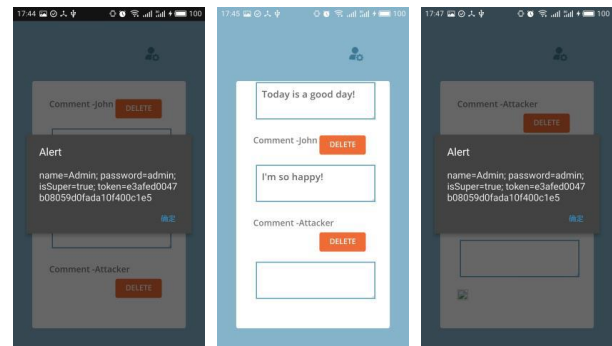 17:44
100
Comment -John
DELETE
Alert
name=Admin; password=admin;
isSuper=true; token=e3afed0047
b08059d0fada10f400c1e5
确定
Comment -Attacker
DELETE
17:45
100
Today is a good day!
Comment -John
DELETE
I'm so happy!
Comment -Attacker
DELETE
17:47
100
Comment -Attacker
DELETE
Alert
name=Admin; password=admin;
isSuper=true; token=e3afed0047
b08059d0fada10f400c1e5
确定